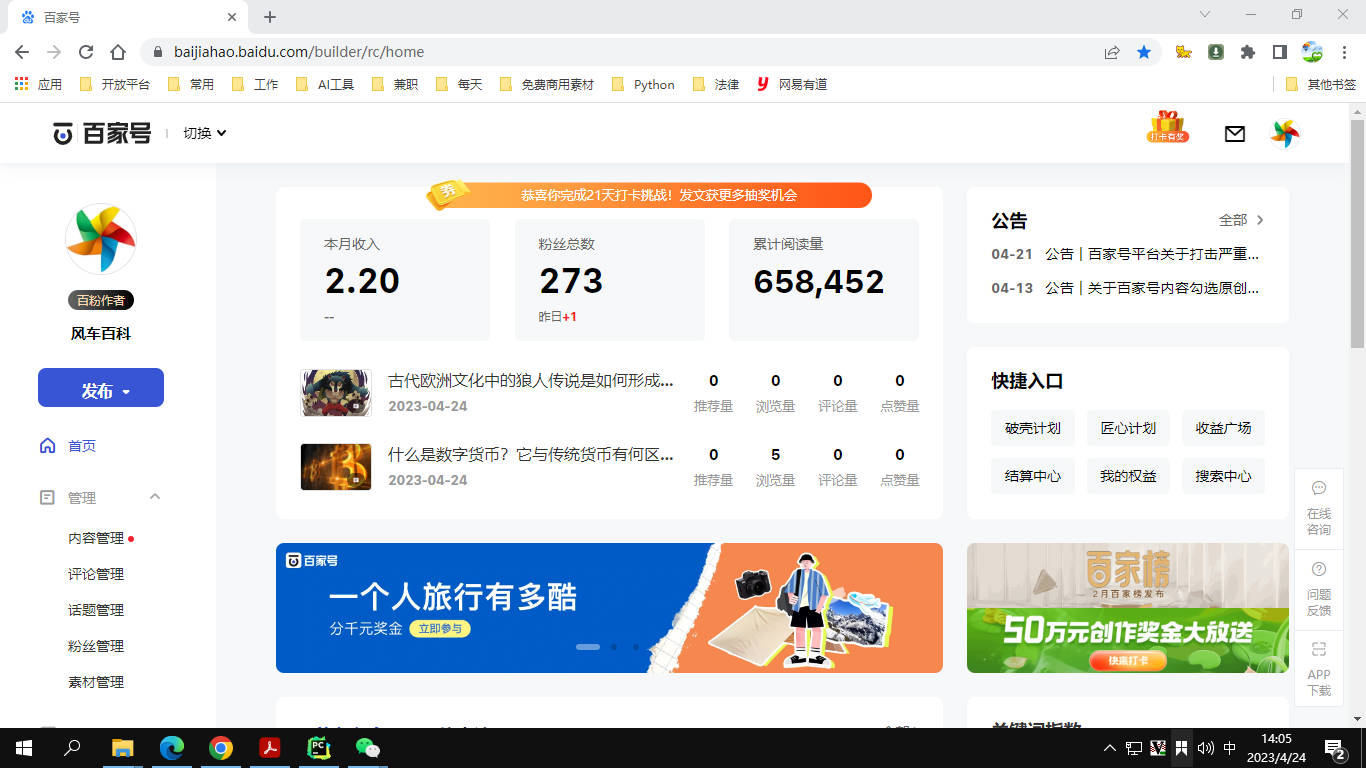 百家号
baijiahao.baidu.com/builder/rc/home
应用 开放平台 常用 工作 AI工具 兼职 每天 免费商用素材 Python 法律 网易有道 其他书签
百家号 切换 打卡有奖
百粉作者
风车百科
发布
首页
管理
内容管理
评论管理
话题管理
粉丝管理
素材管理
券 恭喜你完成21天打卡挑战！发文获更多抽奖机会
本月收入 粉丝总数 累计阅读量
2.20 273 658,452
-- 昨日+1
古代欧洲文化中的狼人传说是如何形成... 0 0 0 0
2023-04-24 推荐量 浏览量 评论量 点赞量
什么是数字货币？它与传统货币有何区... 0 5 0 0
2023-04-24 推荐量 浏览量 评论量 点赞量
百家号
一个人旅行有多酷
分千元奖金 立即参与
公告 全部
04-21 公告丨百家号平台关于打击严重...
04-13 公告丨关于百家号内容勾选原创...
快捷入口
破壳计划 匠心计划 收益广场
结算中心 我的权益 搜索中心
百家榜
2月百家榜发布
50万元创作奖金大放送
快来打卡
在线
咨询
问题
反馈
APP
下载
中
14:05
2023/4/24
2